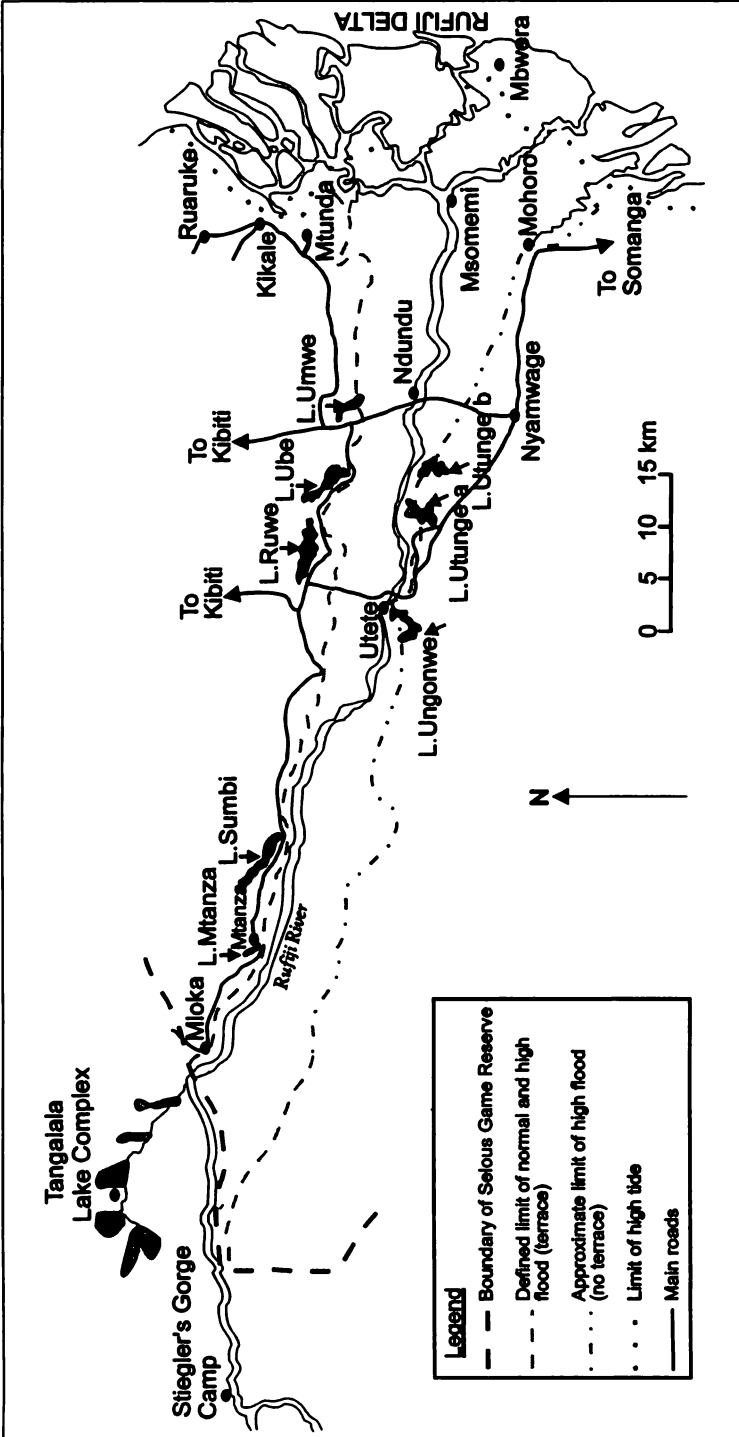 Tangalala
Lake Complex
Stiegler's Gorge
Camp
Mloka
L.Mtanza
Mtanza
L.Sumbi
Rufiji River
To
Kibiti
L.Ruwe
L.Ube
To
Kibiti
L.Umwe
Ruaruke
Kikale
Mtunda
RUFIJI DELTA
Mbwera
Utete
L.Ungonwe
L.Utunge a
L.Utunge b
Ndundu
Nyamwage
Msomemi
Mohoro
To
Somanga
N
0 5 10 15 km
Legend
Boundary of Selous Game Reserve
Defined limit of normal and high
flood (terrace)
Approximate limit of high flood
(no terrace)
Limit of high tide
Main roads